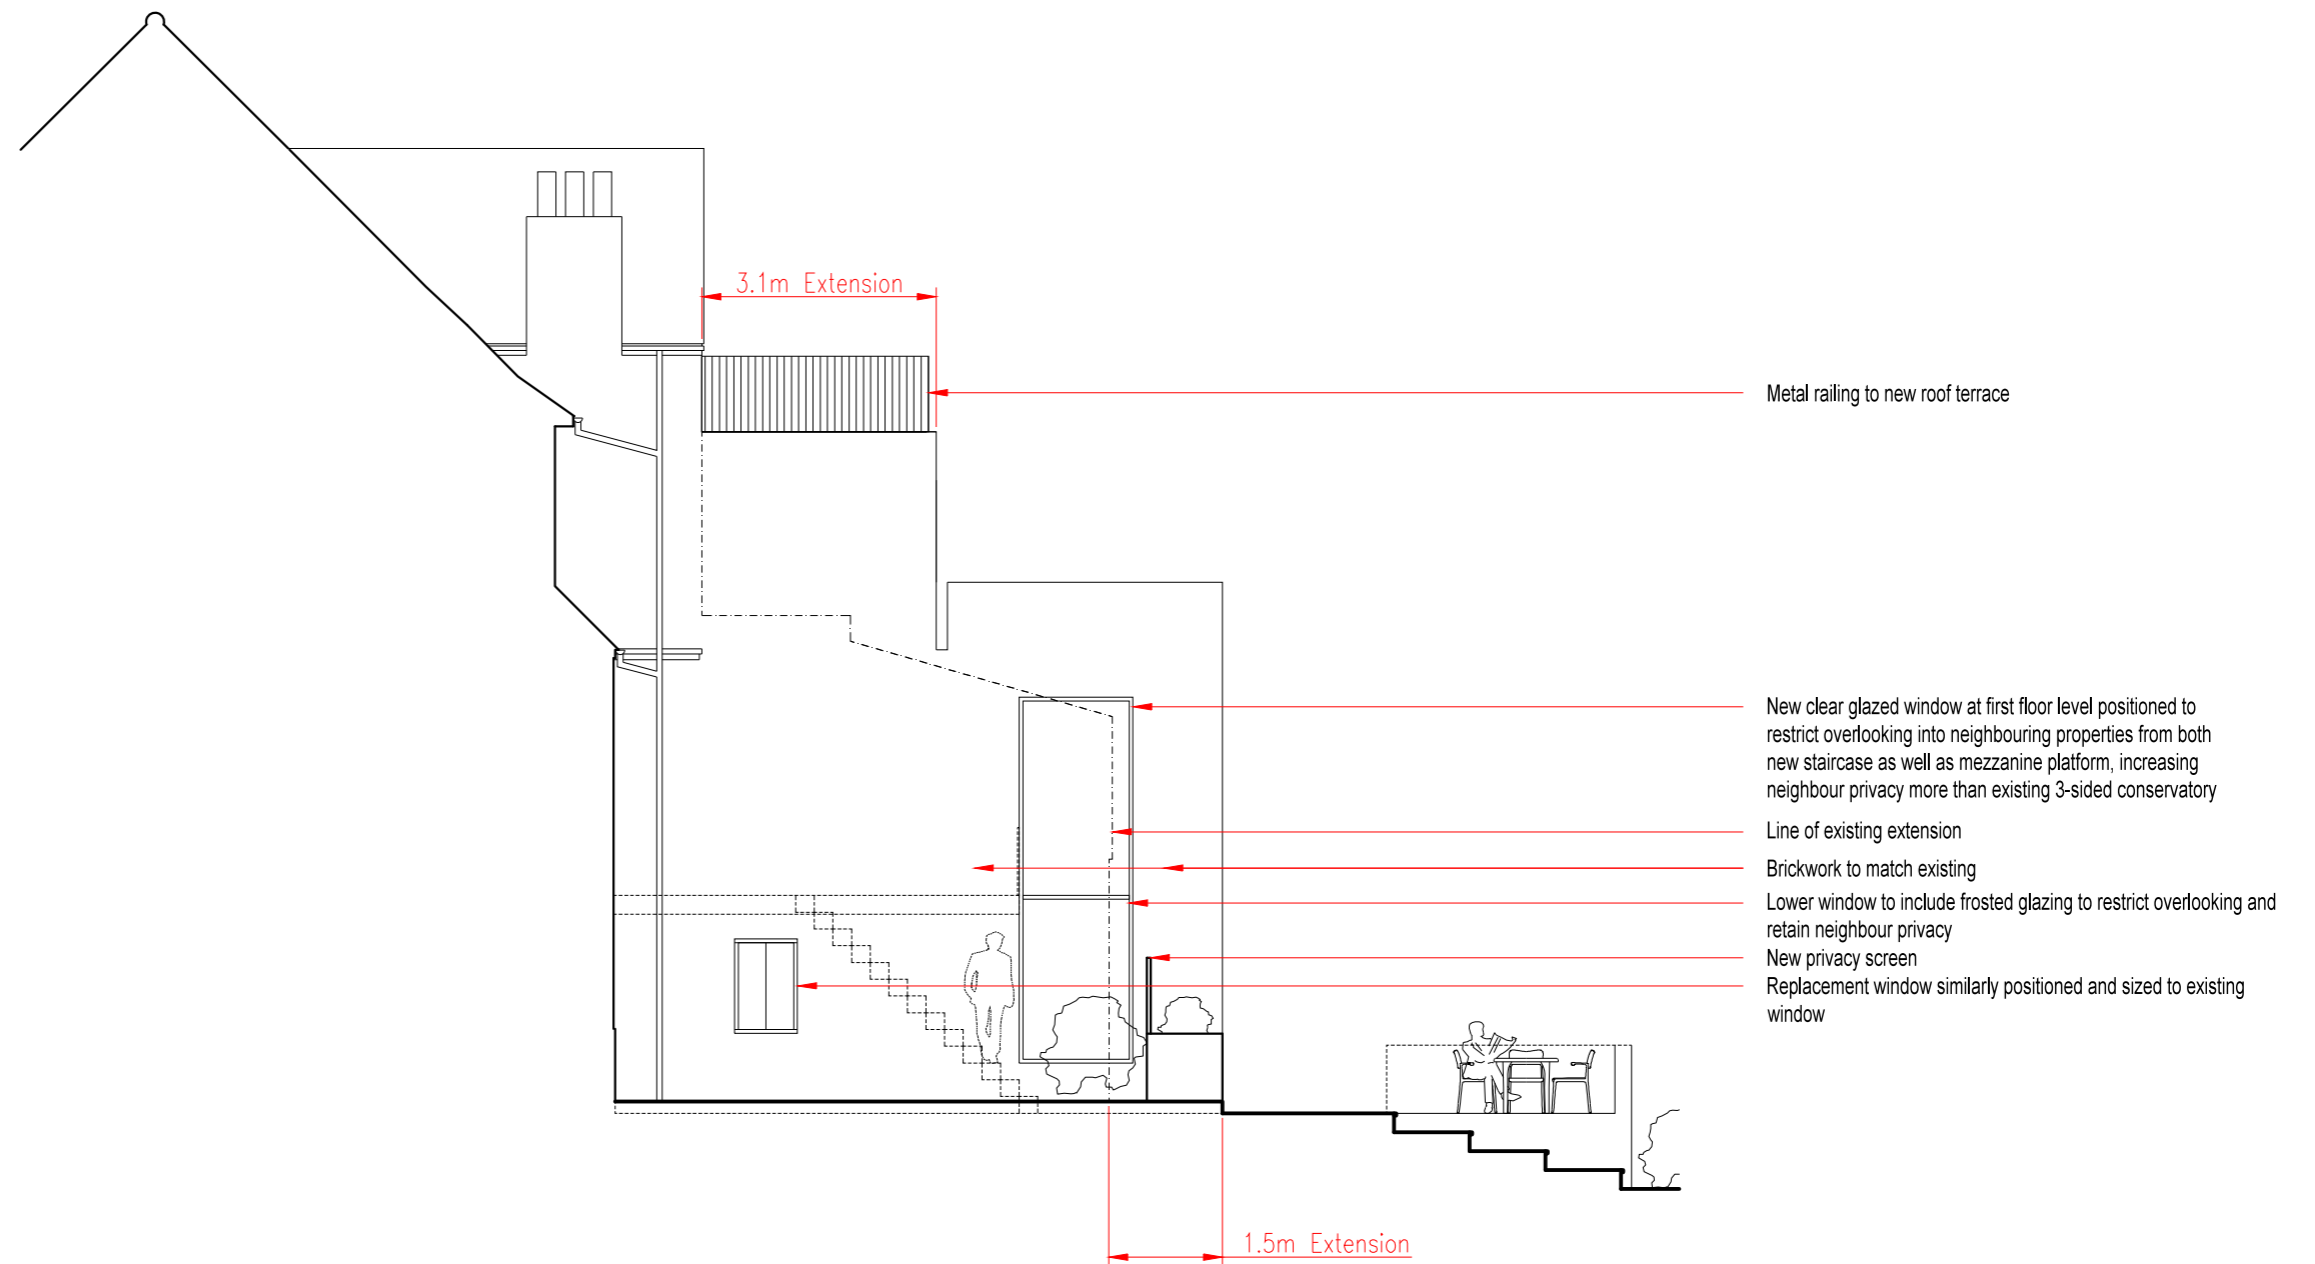 3.1m Extension
Metal railing to new roof terrace
New clear glazed window at first floor level positioned to
restrict overlooking into neighbouring properties from both
new staircase as well as mezzanine platform, increasing
neighbour privacy more than existing 3-sided conservatory
Line of existing extension
Brickwork to match existing
Lower window to include frosted glazing to restrict overlooking and
retain neighbour privacy
New privacy screen
Replacement window similarly positioned and sized to existing
window
1.5m Extension